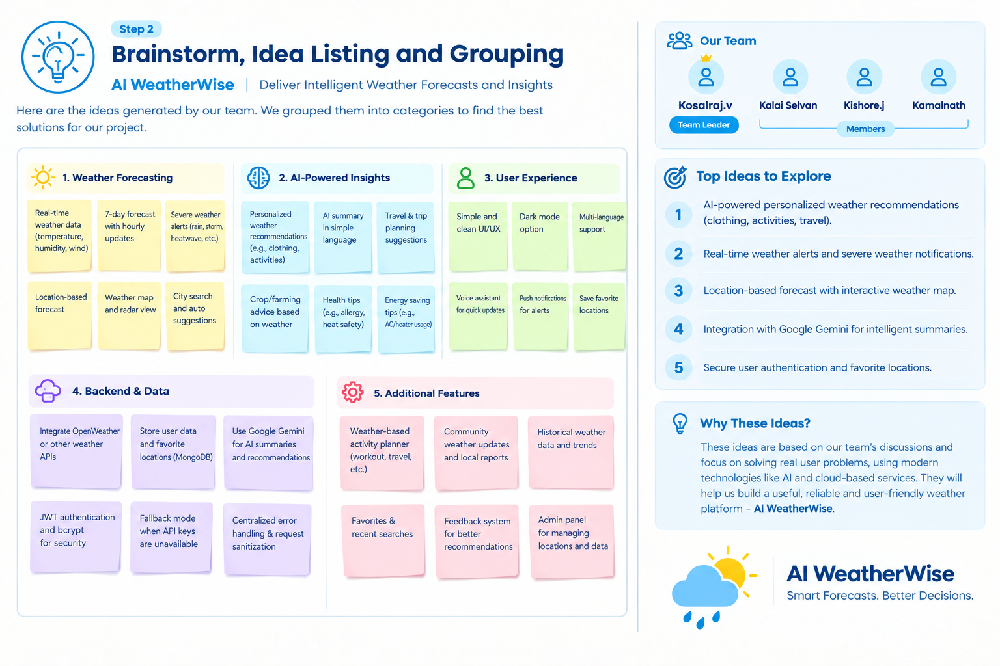 Step 2
Brainstorm, Idea Listing and Grouping
AI WeatherWise | Deliver Intelligent Weather Forecasts and Insights
Here are the ideas generated by our team. We grouped them into categories to find the best
solutions for our project.
1. Weather Forecasting
Real-time
weather data
(temperature,
humidity, wind)
7-day forecast
with hourly
updates
Severe weather
alerts (rain, storm,
heatwave, etc.)
Location-based
forecast
Weather map
and radar view
City search
and auto
suggestions
2. AI-Powered Insights
Personalized
weather
recommendations
(e.g., clothing,
activities)
AI summary
in simple
language
Travel & trip
planning
suggestions
Crop/farming
advice based
on weather
Health tips
(e.g., allergy,
heat safety)
Energy saving
tips (e.g.,
AC/heater usage)
3. User Experience
Simple and
clean UI/UX
Dark mode
option
Multi-language
support
Voice assistant
for quick updates
Push notifications
for alerts
Save favorite
locations
4. Backend & Data
Integrate OpenWeather
or other weather
APIs
Store user data
and favorite
locations (MongoDB)
Use Google Gemini
for AI summaries
and recommendations
JWT authentication
and bcrypt
for security
Fallback mode
when API keys
are unavailable
Centralized error
handling & request
sanitization
5. Additional Features
Weather-based
activity planner
(workout, travel,
etc.)
Community
weather updates
and local reports
Historical weather
data and trends
Favorites &
recent searches
Feedback system
for better
recommendations
Admin panel
for managing
locations and data
Our Team
Kosalraj.v
Team Leader
Kalai Selvan
Kishore.j
Kamalnath
Members
Top Ideas to Explore
1
AI-powered personalized weather recommendations
(clothing, activities, travel).
2
Real-time weather alerts and severe weather notifications.
3
Location-based forecast with interactive weather map.
4
Integration with Google Gemini for intelligent summaries.
5
Secure user authentication and favorite locations.
Why These Ideas?
These ideas are based on our team's discussions and
focus on solving real user problems, using modern
technologies like AI and cloud-based services. They will
help us build a useful, reliable and user-friendly weather
platform – AI WeatherWise.
AI WeatherWise
Smart Forecasts. Better Decisions.